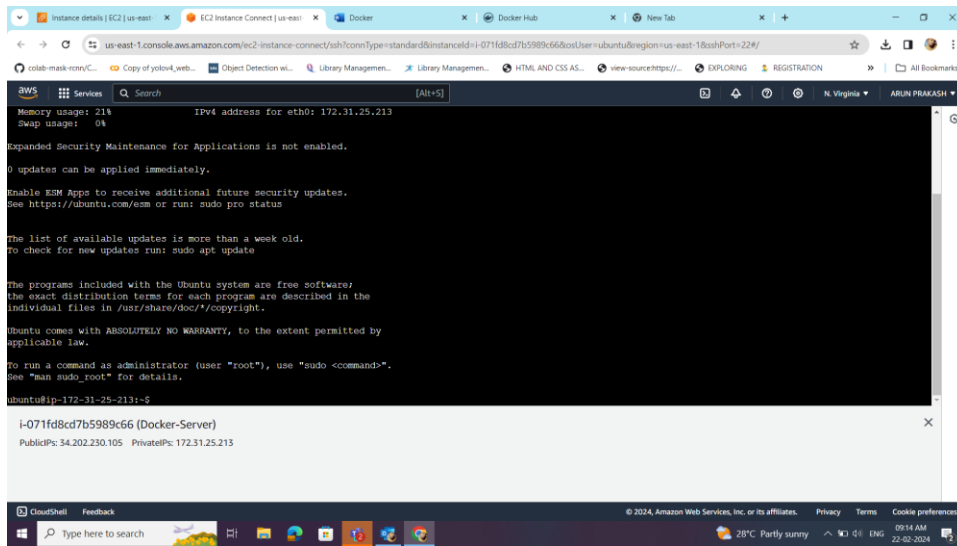 Instance details | EC2 | us-east-
EC2 Instance Connect | us-east-
Docker
Docker Hub
New Tab
us-east-1.console.aws.amazon.com/ec2-instance-connect/ssh?connType=standard&instanceId=i-071fd8cd7b5989c66&osUser=ubuntu&region=us-east-1&sshPort=22#/
colab-mask-rcnn/C... Copy of yolov4_web... Object Detection wi... Library Managemen... Library Managemen... HTML AND CSS AS... view-source:https://... EXPLORING REGISTRATION » All Bookmarks
aws Services Search [Alt+S] N. Virginia ARUN PRAKASH
Memory usage: 21% IPv4 address for eth0: 172.31.25.213
Swap usage: 0%
Expanded Security Maintenance for Applications is not enabled.
0 updates can be applied immediately.
Enable ESM Apps to receive additional future security updates.
See https://ubuntu.com/esm or run: sudo pro status
The list of available updates is more than a week old.
To check for new updates run: sudo apt update
The programs included with the Ubuntu system are free software;
the exact distribution terms for each program are described in the
individual files in /usr/share/doc/*/copyright.
Ubuntu comes with ABSOLUTELY NO WARRANTY, to the extent permitted by
applicable law.
To run a command as administrator (user "root"), use "sudo <command>".
See "man sudo_root" for details.
ubuntu@ip-172-31-25-213:~$
i-071fd8cd7b5989c66 (Docker-Server)
PublicIPs: 34.202.230.105 PrivateIPs: 172.31.25.213
CloudShell Feedback © 2024, Amazon Web Services, Inc. or its affiliates. Privacy Terms Cookie preferences
Type here to search 28°C Partly sunny ENG 09:14 AM
22-02-2024